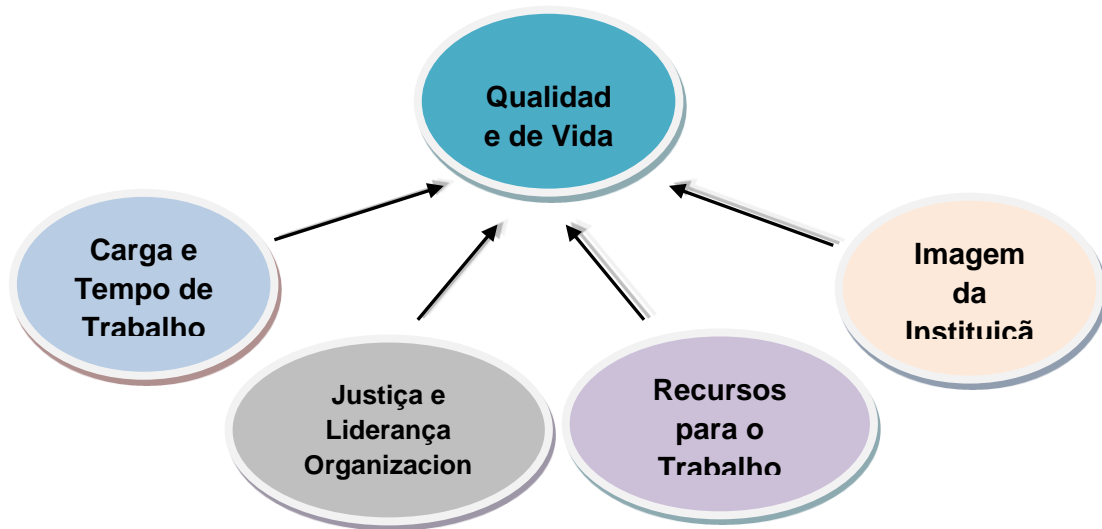 Qualidad
e de Vida
Carga e
Tempo de
Trabalho
Justiça e
Liderança
Organizacion
Recursos
para o
Trabalho
Imagem
da
Instituiçã